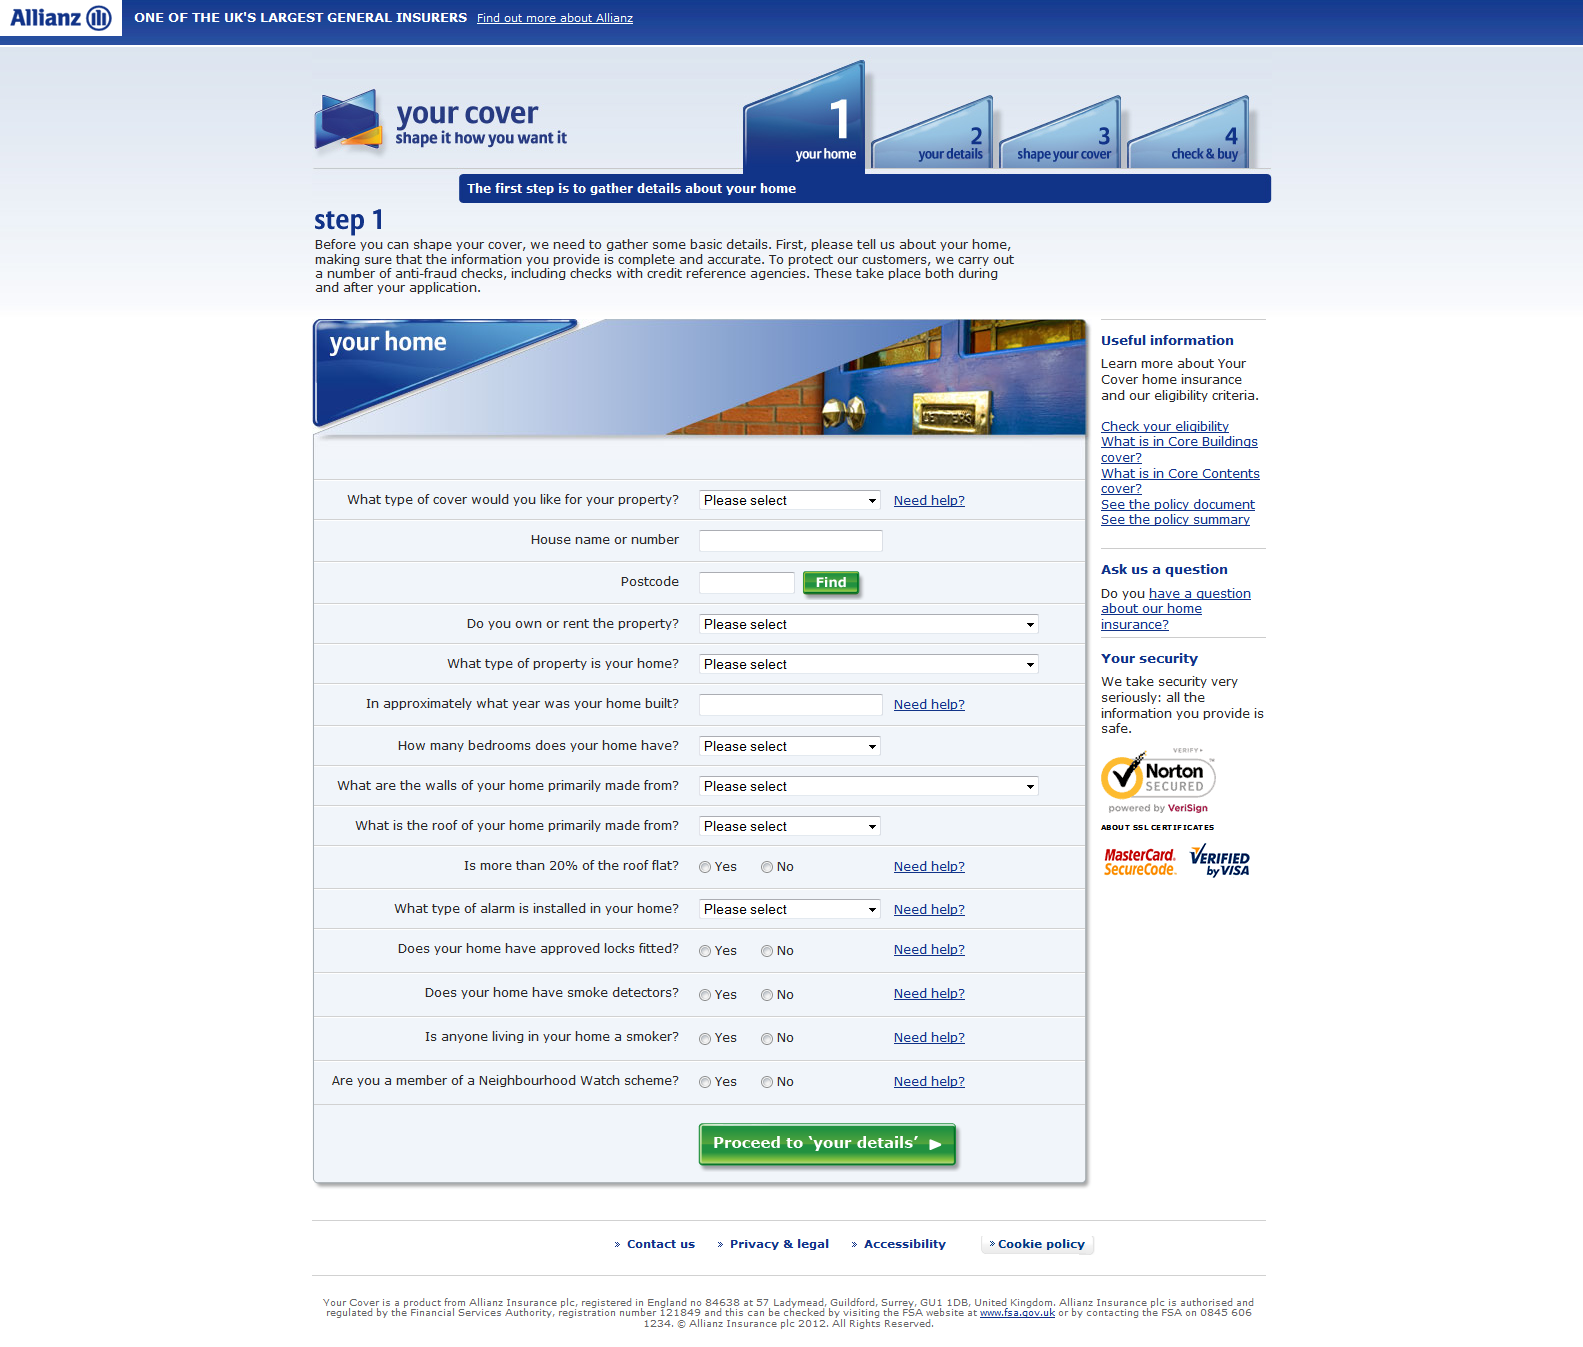 Allianz
ONE OF THE UK'S LARGEST GENERAL INSURERS Find out more about Allianz
your cover
shape it how you want it
1
your home
2
your details
3
shape your cover
4
check & buy
The first step is to gather details about your home
step 1
Before you can shape your cover, we need to gather some basic details. First, please tell us about your home,
making sure that the information you provide is complete and accurate. To protect our customers, we carry out
a number of anti-fraud checks, including checks with credit reference agencies. These take place both during
and after your application.
your home
LETTERS
What type of cover would you like for your property? Please select Need help?
House name or number
Postcode Find
Do you own or rent the property? Please select
What type of property is your home? Please select
In approximately what year was your home built? Need help?
How many bedrooms does your home have? Please select
What are the walls of your home primarily made from? Please select
What is the roof of your home primarily made from? Please select
Is more than 20% of the roof flat? Yes No Need help?
What type of alarm is installed in your home? Please select Need help?
Does your home have approved locks fitted? Yes No Need help?
Does your home have smoke detectors? Yes No Need help?
Is anyone living in your home a smoker? Yes No Need help?
Are you a member of a Neighbourhood Watch scheme? Yes No Need help?
Proceed to ‘your details’
Useful information
Learn more about Your
Cover home insurance
and our eligibility criteria.
Check your eligibility
What is in Core Buildings
cover?
What is in Core Contents
cover?
See the policy document
See the policy summary
Ask us a question
Do you have a question
about our home
insurance?
Your security
We take security very
seriously: all the
information you provide is
safe.
VERIFY
Norton
SECURED
powered by VeriSign
ABOUT SSL CERTIFICATES
MasterCard.
SecureCode.
VERIFIED
by VISA
» Contact us » Privacy & legal » Accessibility » Cookie policy
Your Cover is a product from Allianz Insurance plc, registered in England no 84638 at 57 Ladymead, Guildford, Surrey, GU1 1DB, United Kingdom. Allianz Insurance plc is authorised and
regulated by the Financial Services Authority, registration number 121849 and this can be checked by visiting the FSA website at www.fsa.gov.uk or by contacting the FSA on 0845 606
1234. © Allianz Insurance plc 2012. All Rights Reserved.